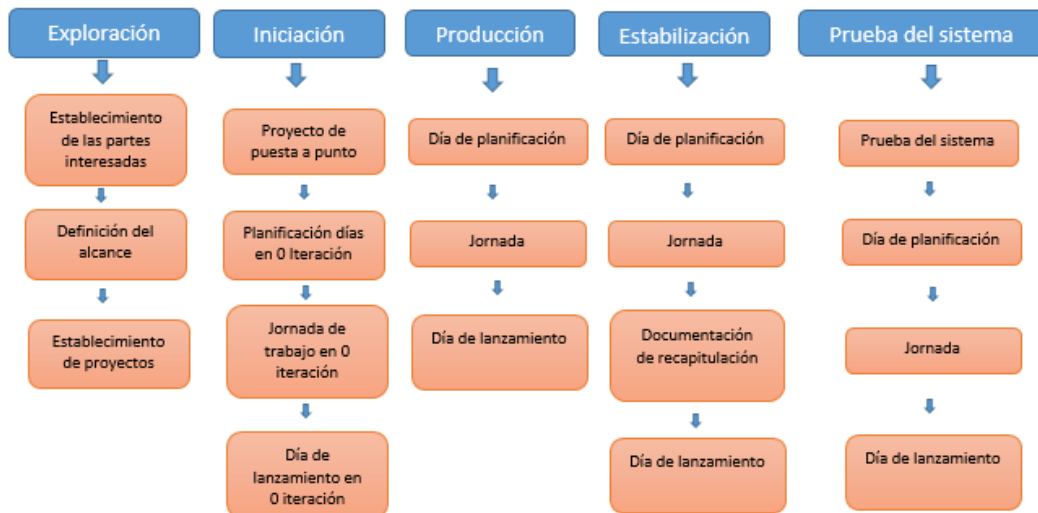 Exploración
Establecimiento
de las partes
interesadas
Definición del
alcance
Establecimiento
de proyectos
Iniciación
Proyecto de
puesta a punto
Planificación días
en 0 Iteración
Jornada de
trabajo en 0
iteración
Día de
lanzamiento en
0 iteración
Producción
Día de planificación
Jornada
Día de lanzamiento
Estabilización
Día de planificación
Jornada
Documentación
de recapitulación
Día de lanzamiento
Prueba del sistema
Prueba del sistema
Día de planificación
Jornada
Día de lanzamiento